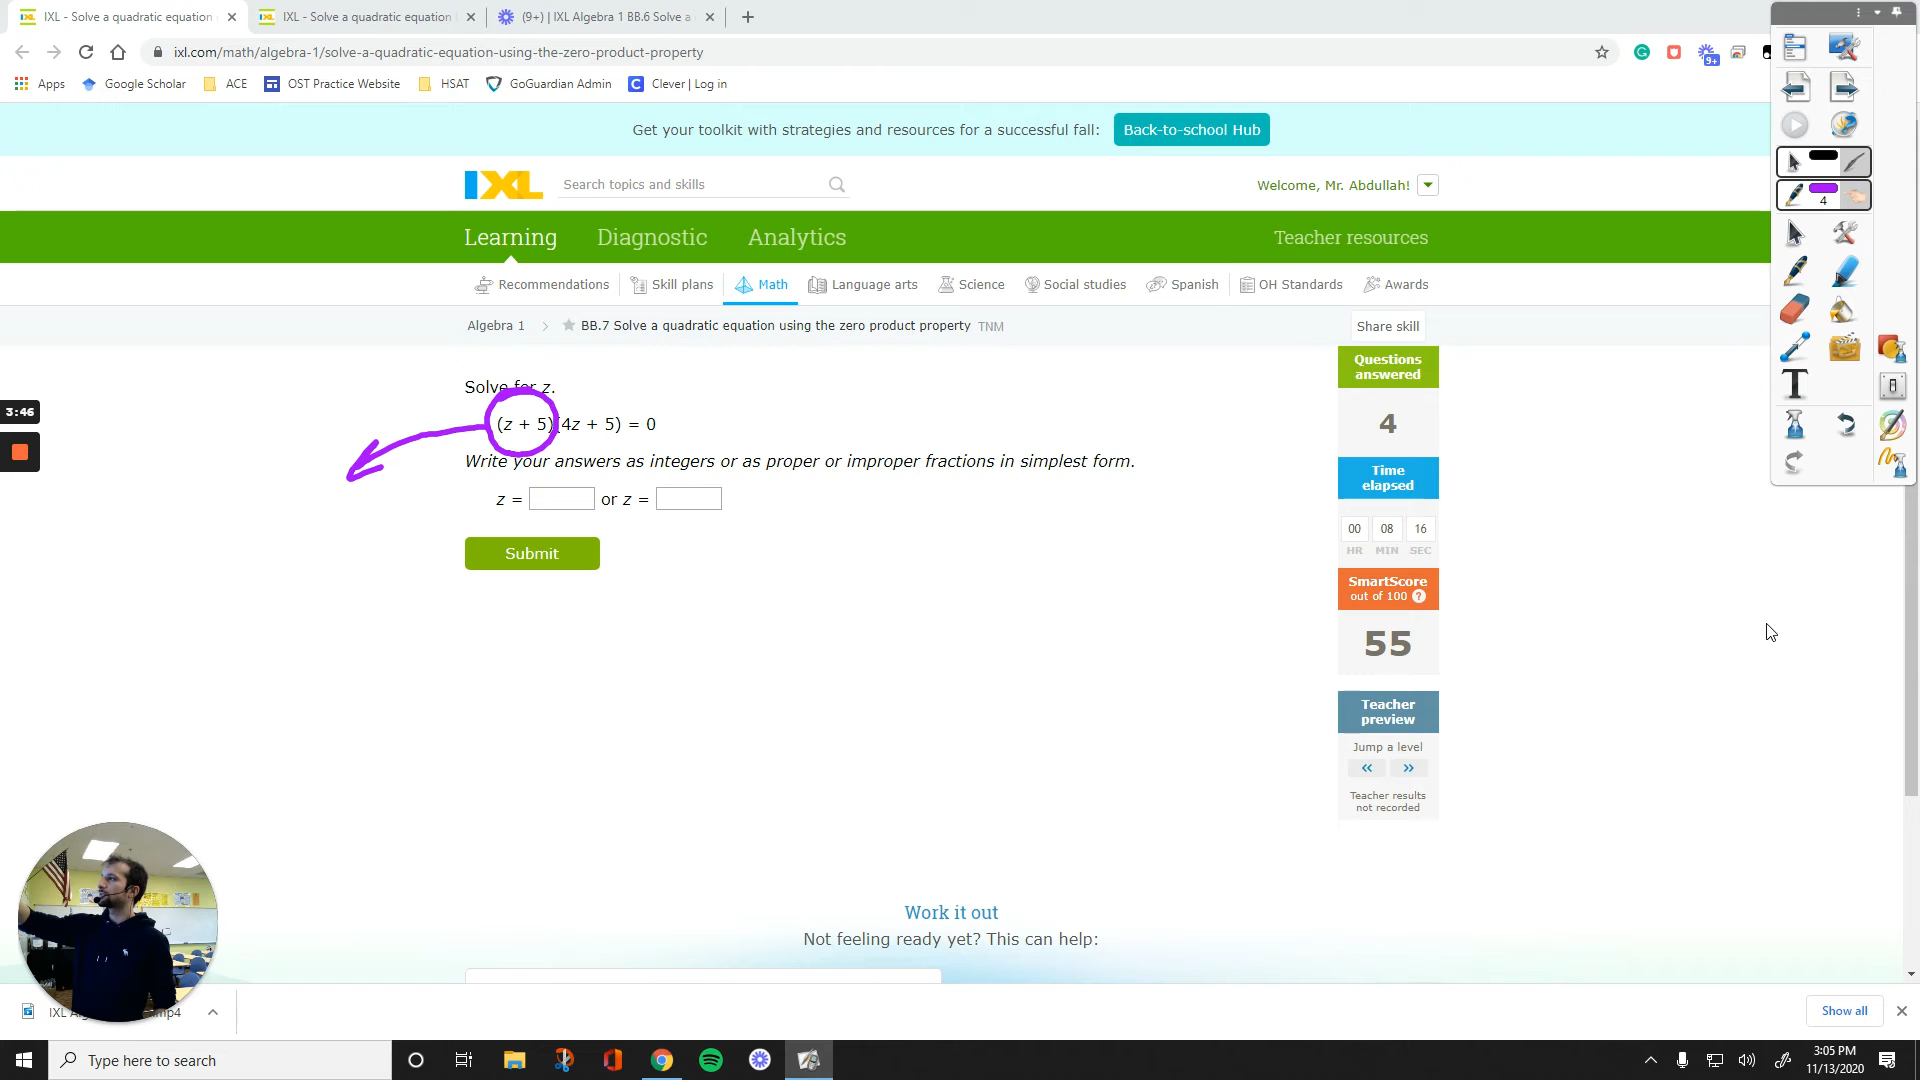 IXL - Solve a quadratic equation
IXL - Solve a quadratic equation
(9+) | IXL Algebra 1 BB.6 Solve a
ixl.com/math/algebra-1/solve-a-quadratic-equation-using-the-zero-product-property
9+
Apps
Google Scholar
ACE
OST Practice Website
HSAT
GoGuardian Admin
Clever | Log in
Get your toolkit with strategies and resources for a successful fall:
Back-to-school Hub
IXL
Search topics and skills
Welcome, Mr. Abdullah!
Learning
Diagnostic
Analytics
Teacher resources
Recommendations
Skill plans
Math
Language arts
Science
Social studies
Spanish
OH Standards
Awards
Algebra 1
BB.7 Solve a quadratic equation using the zero product property TNM
Share skill
Solve for z.
(z + 5)(4z + 5) = 0
Write your answers as integers or as proper or improper fractions in simplest form.
z =
or z =
Submit
Questions
answered
4
Time
elapsed
00 08 16
HR MIN SEC
SmartScore
out of 100 ?
55
Teacher
preview
Jump a level
Teacher results
not recorded
3:46
4
T
Work it out
Not feeling ready yet? This can help:
.mp4
Show all
Type here to search
3:05 PM
11/13/2020